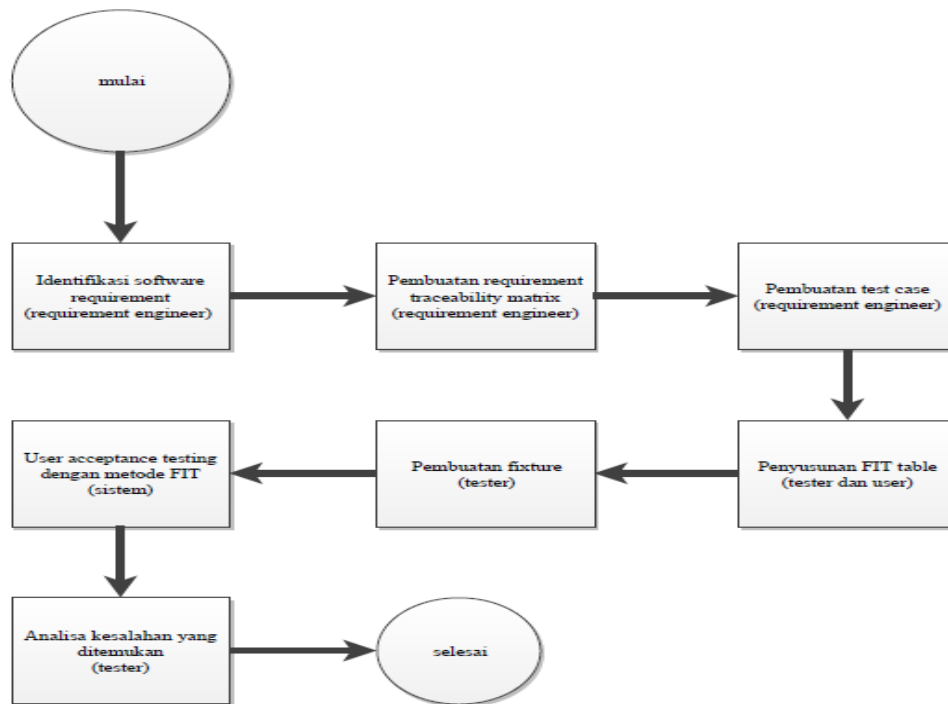 mulai
Identifikasi software
requirement
(requirement engineer)
Pembuatan requirement
traceability matrix
(requirement engineer)
Pembuatan test case
(requirement engineer)
Penyusunan FIT table
(tester dan user)
Pembuatan fixture
(tester)
User acceptance testing
dengan metode FIT
(sistem)
Analisa kesalahan yang
ditemukan
(tester)
selesai